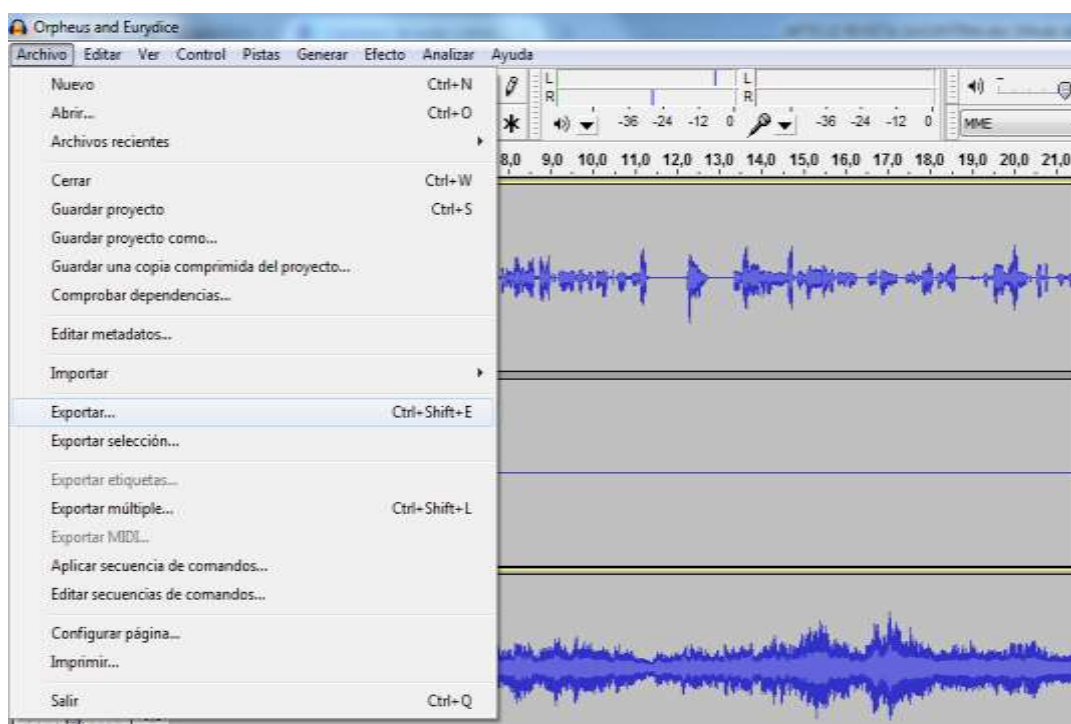 Orpheus and Eurydice
Archivo Editar Ver Control Pistas Generar Efecto Analizar Ayuda
Nuevo Ctrl+N
Abrir... Ctrl+O
Archivos recientes
Cerrar Ctrl+W
Guardar proyecto Ctrl+S
Guardar proyecto como...
Guardar una copia comprimida del proyecto...
Comprobar dependencias...
Editar metadatos...
Importar
Exportar... Ctrl+Shift+E
Exportar selección...
Exportar etiquetas...
Exportar múltiple... Ctrl+Shift+L
Exportar MIDI...
Aplicar secuencia de comandos...
Editar secuencias de comandos...
Configurar página...
Imprimir...
Salir Ctrl+Q
L L
R R
-36 -24 -12 0 -36 -24 -12 0 MME
8,0 9,0 10,0 11,0 12,0 13,0 14,0 15,0 16,0 17,0 18,0 19,0 20,0 21,0